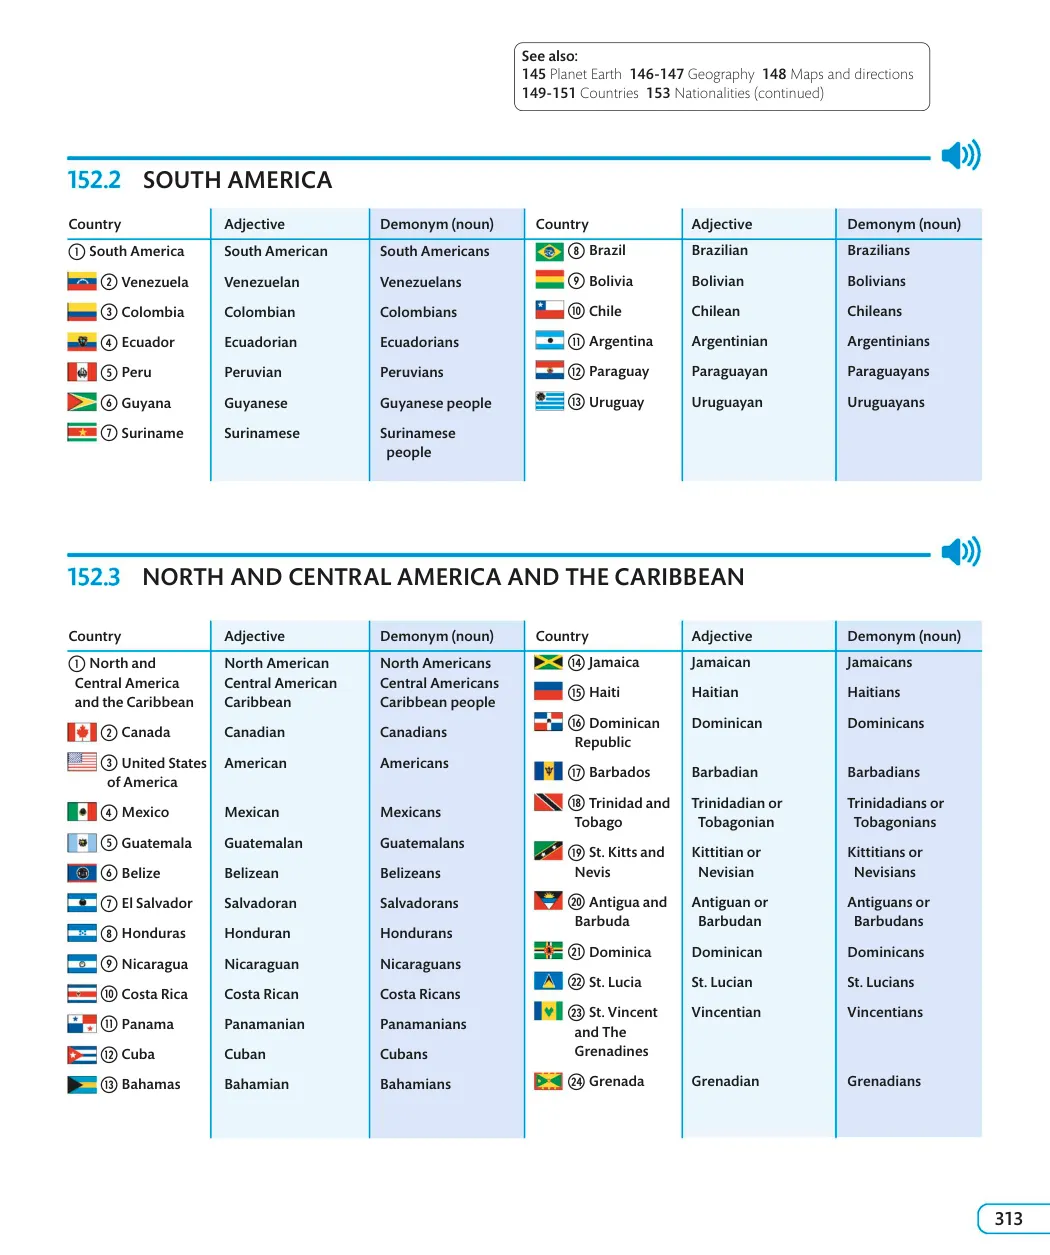 See also:
145 Planet Earth 146-147 Geography 148 Maps and directions
149-151 Countries 153 Nationalities (continued)
152.2 SOUTH AMERICA
Country Adjective Demonym (noun)
① South America South American South Americans
② Venezuela Venezuelan Venezuelans
③ Colombia Colombian Colombians
④ Ecuador Ecuadorian Ecuadorians
⑤ Peru Peruvian Peruvians
⑥ Guyana Guyanese Guyanese people
⑦ Suriname Surinamese Surinamese
people
Country Adjective Demonym (noun)
⑧ Brazil Brazilian Brazilians
⑨ Bolivia Bolivian Bolivians
⑩ Chile Chilean Chileans
⑪ Argentina Argentinian Argentinians
⑫ Paraguay Paraguayan Paraguayans
⑬ Uruguay Uruguayan Uruguayans
152.3 NORTH AND CENTRAL AMERICA AND THE CARIBBEAN
Country Adjective Demonym (noun)
① North and North American North Americans
Central America Central American Central Americans
and the Caribbean Caribbean Caribbean people
② Canada Canadian Canadians
③ United States American Americans
of America
④ Mexico Mexican Mexicans
⑤ Guatemala Guatemalan Guatemalans
⑥ Belize Belizean Belizeans
⑦ El Salvador Salvadoran Salvadorans
⑧ Honduras Honduran Hondurans
⑨ Nicaragua Nicaraguan Nicaraguans
⑩ Costa Rica Costa Rican Costa Ricans
⑪ Panama Panamanian Panamanians
⑫ Cuba Cuban Cubans
⑬ Bahamas Bahamian Bahamians
Country Adjective Demonym (noun)
⑭ Jamaica Jamaican Jamaicans
⑮ Haiti Haitian Haitians
⑯ Dominican Dominican Dominicans
Republic
⑰ Barbados Barbadian Barbadians
⑱ Trinidad and Trinidadian or Trinidadians or
Tobago Tobagonian Tobagonians
⑲ St. Kitts and Kittitian or Kittitians or
Nevis Nevisian Nevisians
⑳ Antigua and Antiguan or Antiguans or
Barbuda Barbudan Barbudans
㉑ Dominica Dominican Dominicans
㉒ St. Lucia St. Lucian St. Lucians
㉓ St. Vincent Vincentian Vincentians
and The
Grenadines
㉔ Grenada Grenadian Grenadians
313